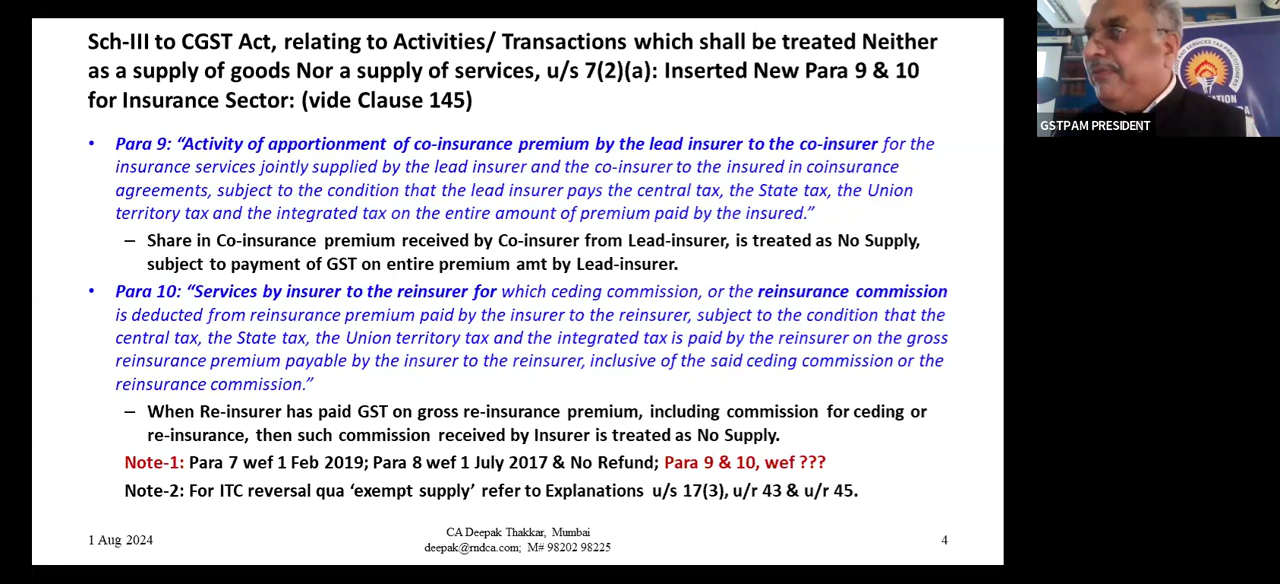 Sch-III to CGST Act, relating to Activities/ Transactions which shall be treated Neither
as a supply of goods Nor a supply of services, u/s 7(2)(a): Inserted New Para 9 & 10
for Insurance Sector: (vide Clause 145)
• Para 9: “Activity of apportionment of co-insurance premium by the lead insurer to the co-insurer for the
insurance services jointly supplied by the lead insurer and the co-insurer to the insured in coinsurance
agreements, subject to the condition that the lead insurer pays the central tax, the State tax, the Union
territory tax and the integrated tax on the entire amount of premium paid by the insured.”
– Share in Co-insurance premium received by Co-insurer from Lead-insurer, is treated as No Supply,
subject to payment of GST on entire premium amt by Lead-insurer.
• Para 10: “Services by insurer to the reinsurer for which ceding commission, or the reinsurance commission
is deducted from reinsurance premium paid by the insurer to the reinsurer, subject to the condition that the
central tax, the State tax, the Union territory tax and the integrated tax is paid by the reinsurer on the gross
reinsurance premium payable by the insurer to the reinsurer, inclusive of the said ceding commission or the
reinsurance commission.”
– When Re-insurer has paid GST on gross re-insurance premium, including commission for ceding or
re-insurance, then such commission received by Insurer is treated as No Supply.
Note-1: Para 7 wef 1 Feb 2019; Para 8 wef 1 July 2017 & No Refund; Para 9 & 10, wef ???
Note-2: For ITC reversal qua ‘exempt supply’ refer to Explanations u/s 17(3), u/r 43 & u/r 45.
1 Aug 2024
CA Deepak Thakkar, Mumbai
deepak@rndca.com; M# 98202 98225
4
GSTPAM PRESIDENT